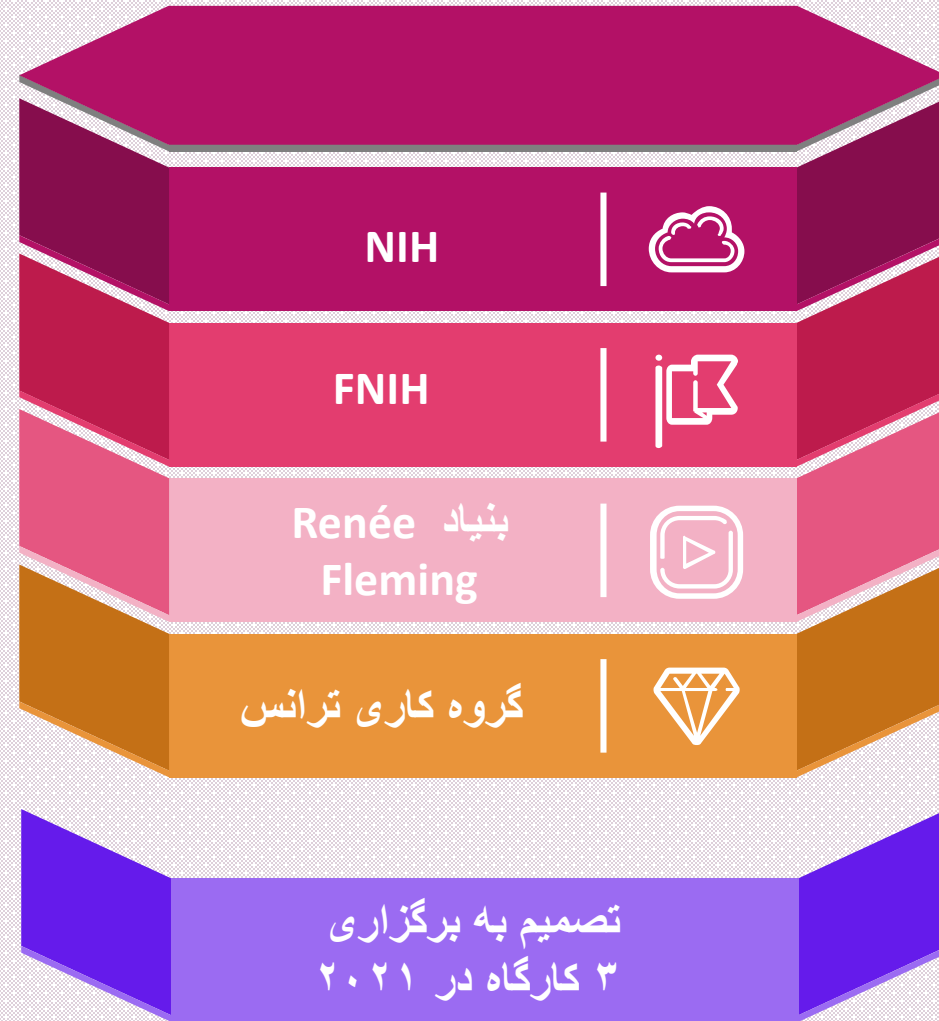 NIH
FNIH
بنیاد Renée
Fleming
گروه کاری ترانس
تصمیم به برگزاری
۳ کارگاه در ۲۰۲۱